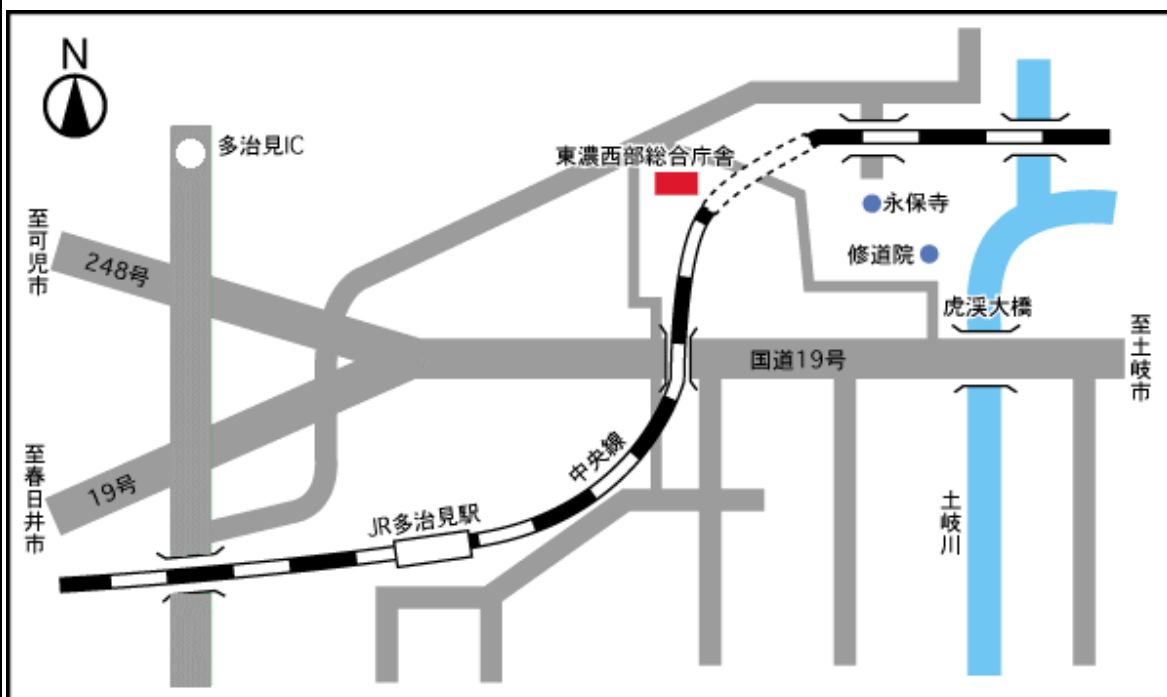 N
多治見IC
東濃西部総合庁舎
至可児市
248号
永保寺
修道院
虎渓大橋
至土岐市
国道19号
至春日井市
19号
中央線
JR多治見駅
土岐川